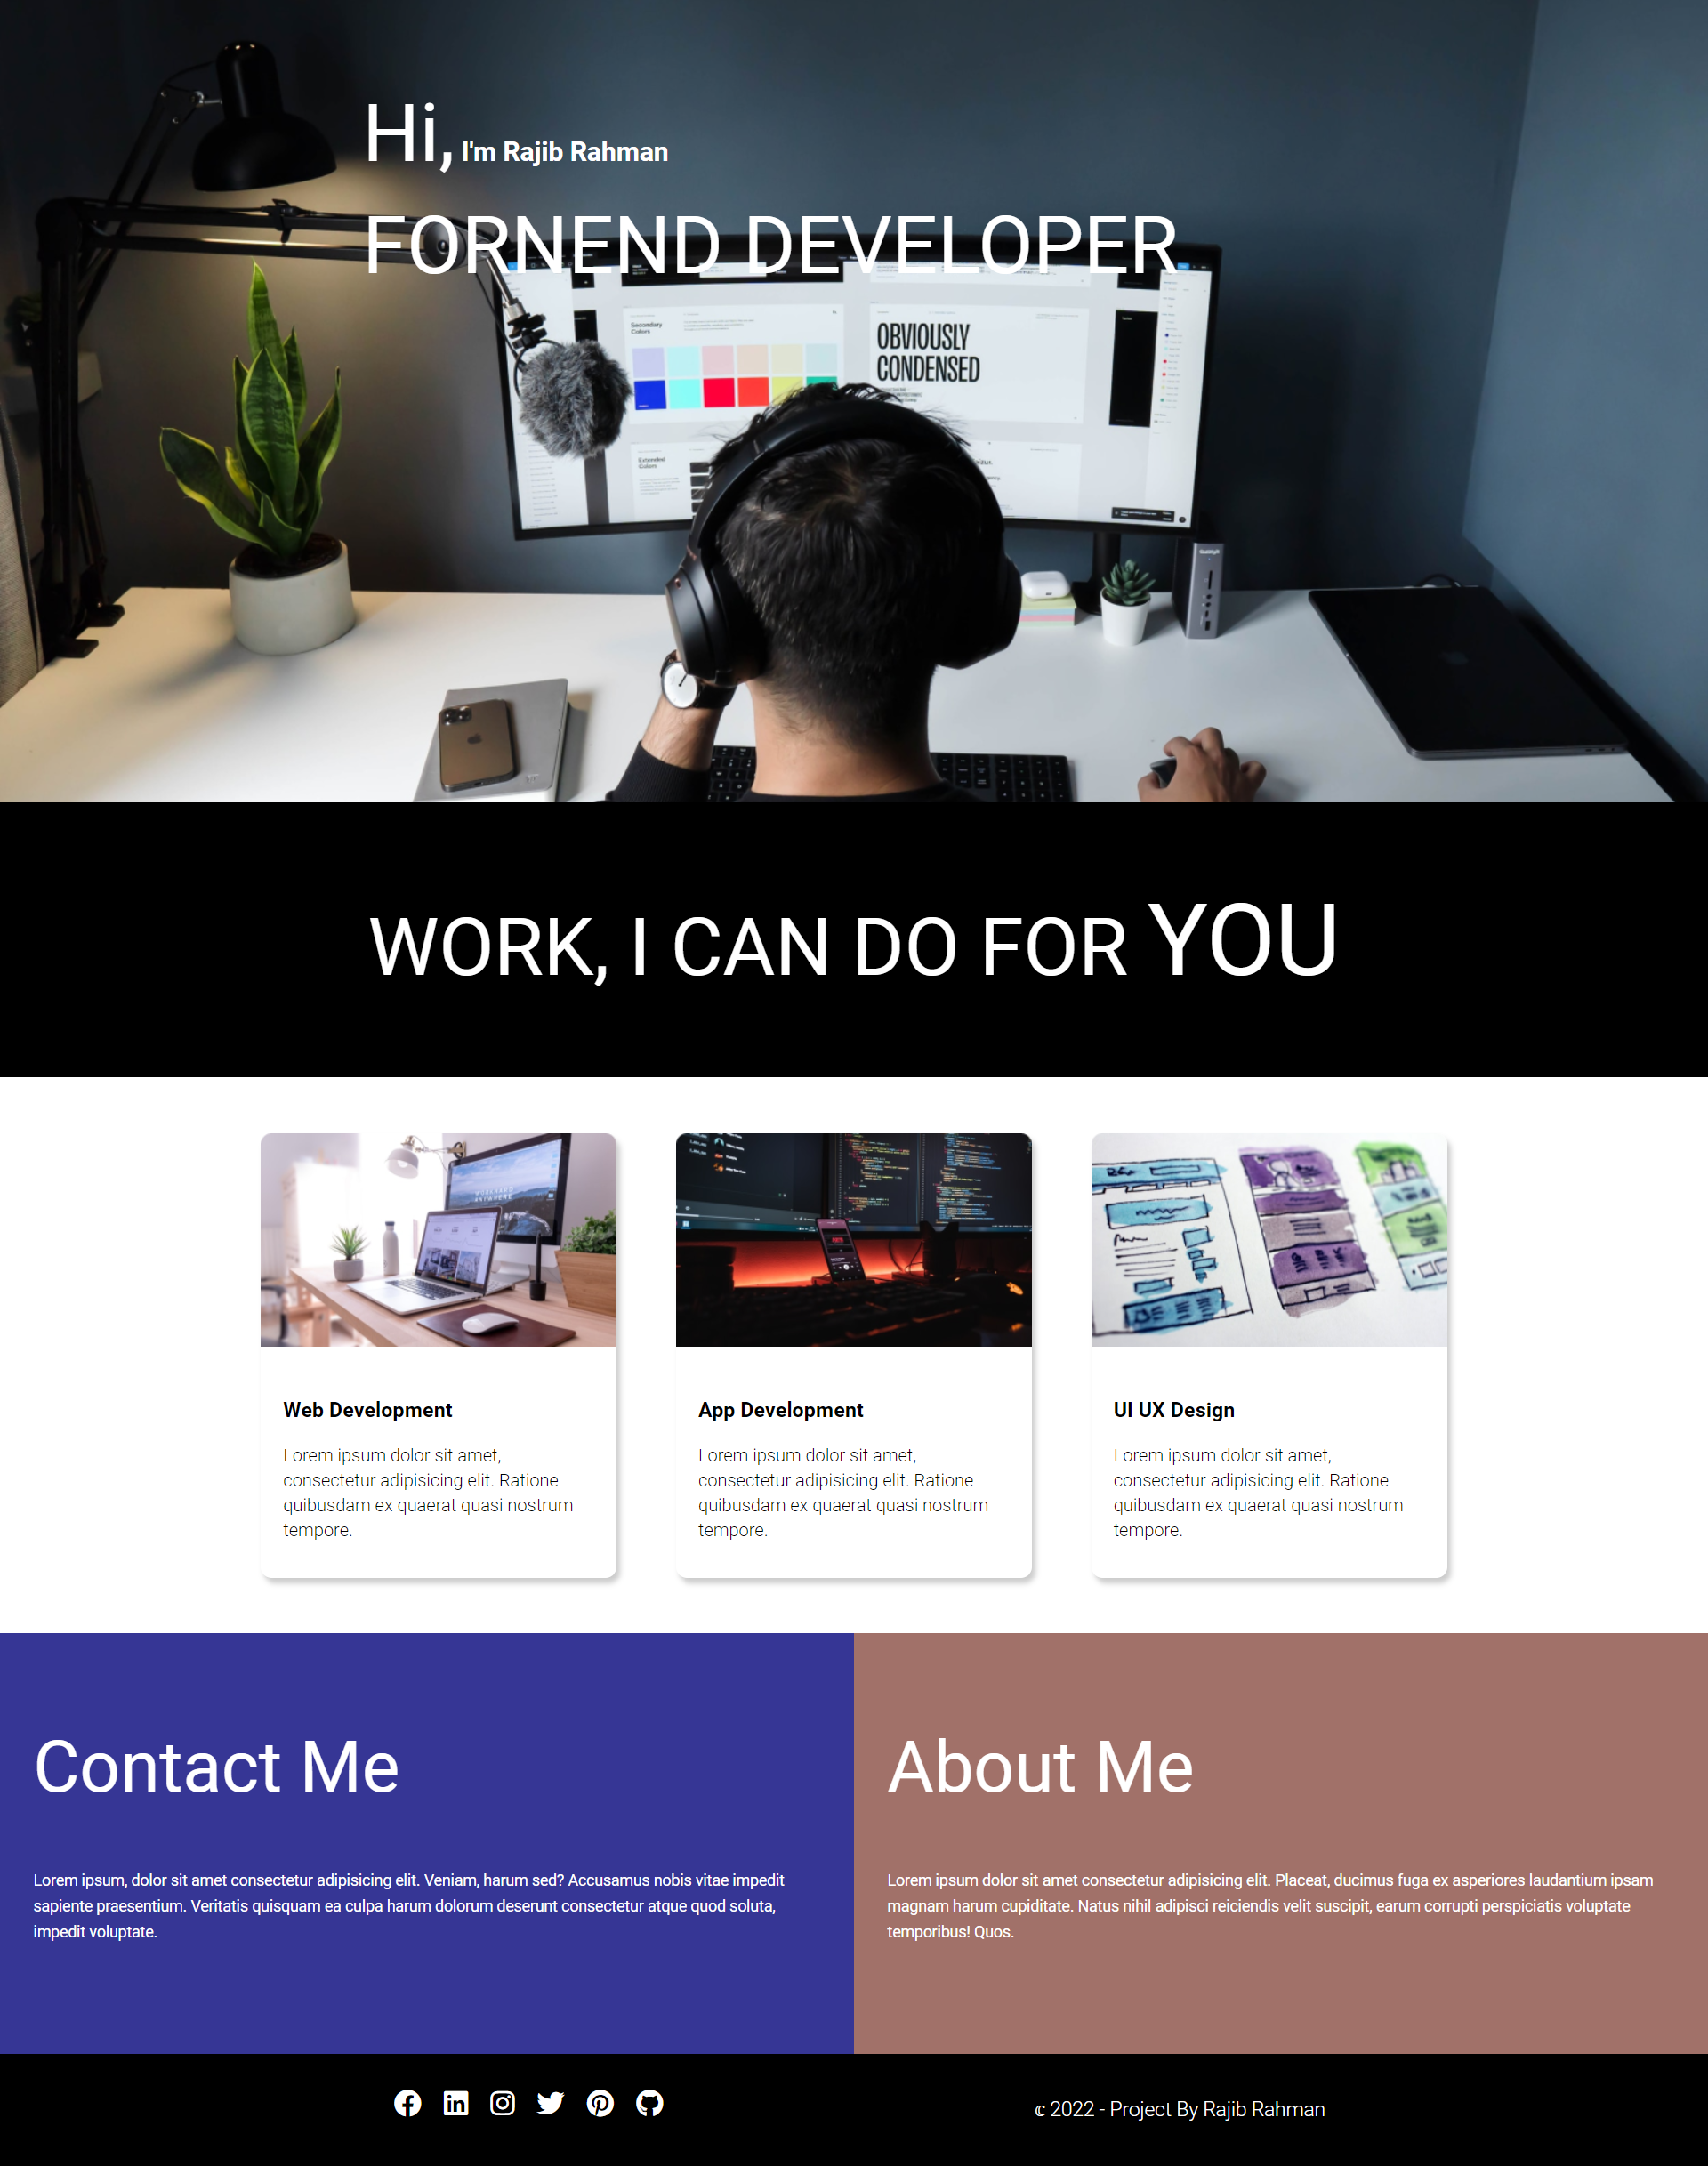 Hi, I'm Rajib Rahman
FORNEND DEVELOPER
Secondary
Colors
OBVIOUSLY
CONDENSED
Extended
Colors
WORK, I CAN DO FOR YOU
Web Development
Lorem ipsum dolor sit amet,
consectetur adipisicing elit. Ratione
quibusdam ex quaerat quasi nostrum
tempore.
App Development
Lorem ipsum dolor sit amet,
consectetur adipisicing elit. Ratione
quibusdam ex quaerat quasi nostrum
tempore.
UI UX Design
Lorem ipsum dolor sit amet,
consectetur adipisicing elit. Ratione
quibusdam ex quaerat quasi nostrum
tempore.
Contact Me
Lorem ipsum, dolor sit amet consectetur adipisicing elit. Veniam, harum sed? Accusamus nobis vitae impedit
sapiente praesentium. Veritatis quisquam ea culpa harum dolorum deserunt consectetur atque quod soluta,
impedit voluptate.
About Me
Lorem ipsum dolor sit amet consectetur adipisicing elit. Placeat, ducimus fuga ex asperiores laudantium ipsam
magnam harum cupiditate. Natus nihil adipisci reiciendis velit suscipit, earum corrupti perspiciatis voluptate
temporibus! Quos.
𝕔 2022 - Project By Rajib Rahman